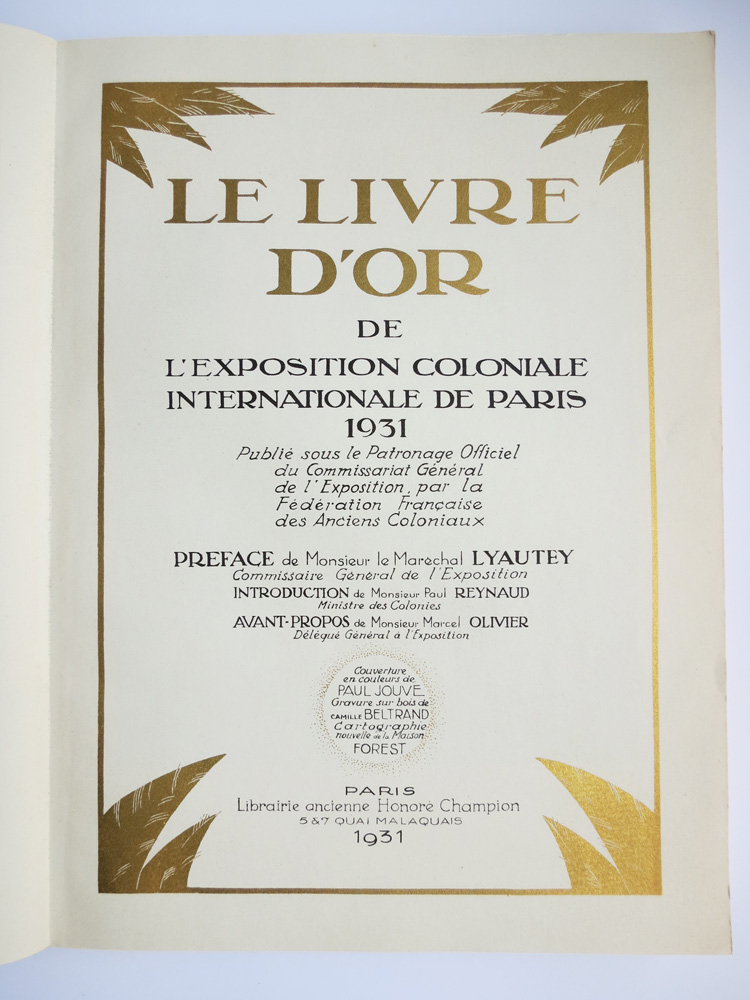 LE LIVRE
D'OR
DE
L'EXPOSITION COLONIALE
INTERNATIONALE DE PARIS
1931
Publié sous le Patronage Officiel
du Commissariat Général
de l'Exposition, par la
Fédération Française
des Anciens Coloniaux
PREFACE de Monsieur le Maréchal LYAUTEY
Commissaire Général de l'Exposition
INTRODUCTION de Monsieur Paul REYNAUD
Ministre des Colonies
AVANT-PROPOS de Monsieur Marcel OLIVIER
Délégué Général à l'Exposition
Couverture
en couleurs de
PAUL JOUVE
Gravure sur bois de
CAMILLE BELTRAND
Cartographie
nouvelle de la Maison
FOREST
PARIS
Librairie ancienne Honoré Champion
5 & 7 QUAI MALAQUAIS
1931